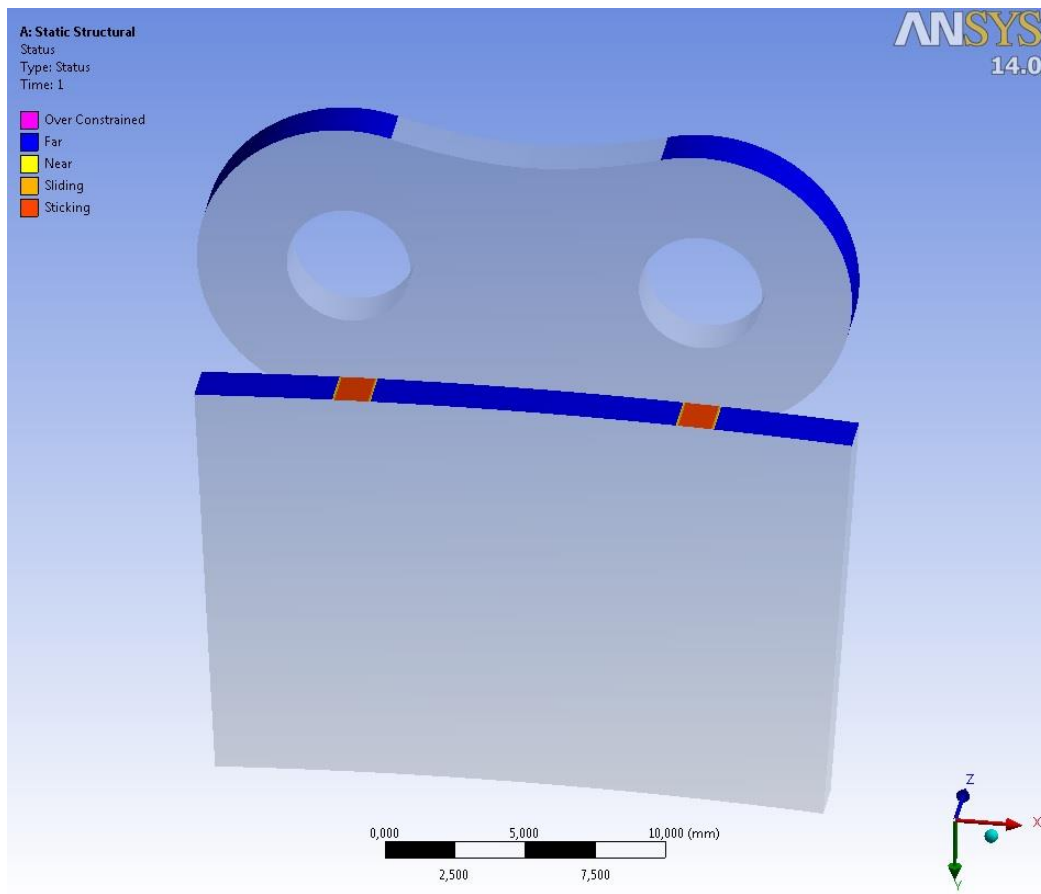 A: Static Structural
Status
Type: Status
Time: 1
Over Constrained
Far
Near
Sliding
Sticking
ANSYS
14.0
0,000 5,000 10,000 (mm)
2,500 7,500
Z
X
Y